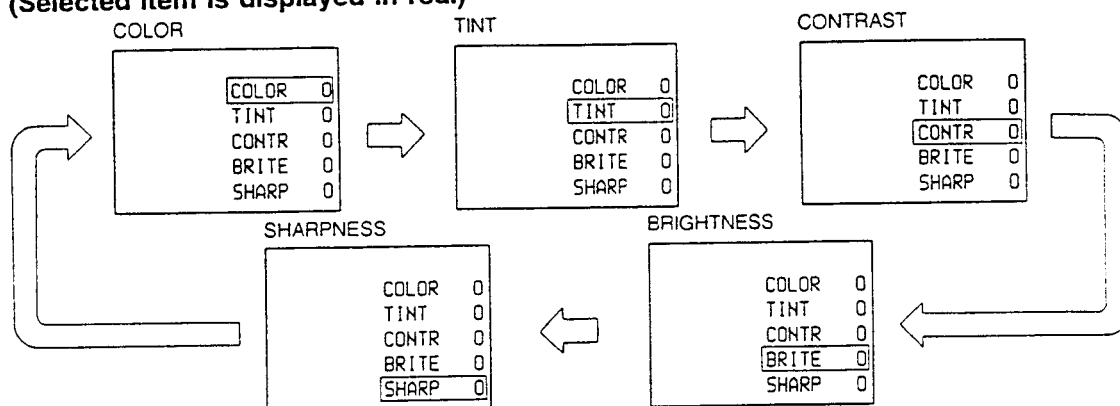 (Selected item is displayed in red.)
COLOR
COLOR 0
TINT 0
CONTR 0
BRITE 0
SHARP 0
TINT
COLOR 0
TINT 0
CONTR 0
BRITE 0
SHARP 0
CONTRAST
COLOR 0
TINT 0
CONTR 0
BRITE 0
SHARP 0
BRIGHTNESS
COLOR 0
TINT 0
CONTR 0
BRITE 0
SHARP 0
SHARPNESS
COLOR 0
TINT 0
CONTR 0
BRITE 0
SHARP 0